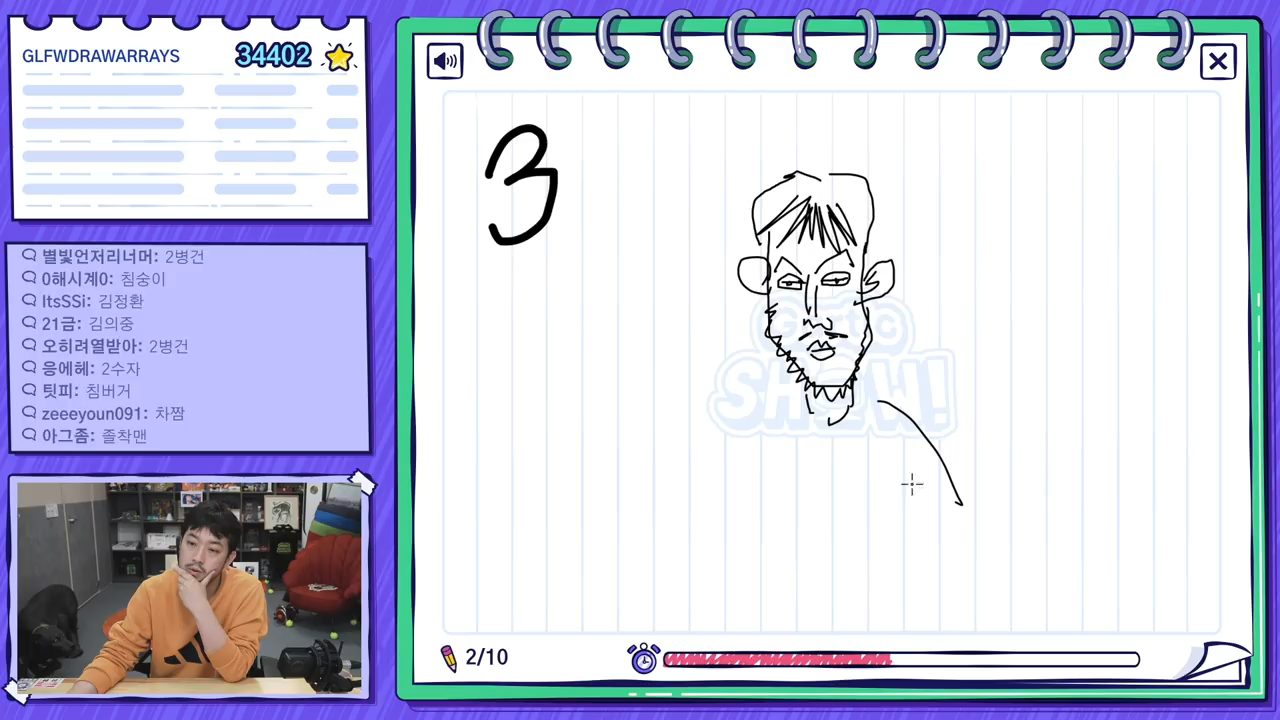 GLFWDRAWARRAYS 34402
별빛언저리너머: 2병건
0해시계0: 침숭이
ItsSSi: 김정환
21금: 김의중
오히려열받아: 2병건
응에헤: 2수자
팃피: 침버거
zeeeyoun091: 차짬
아그좀: 졸착맨
3
SHOW!
2/10